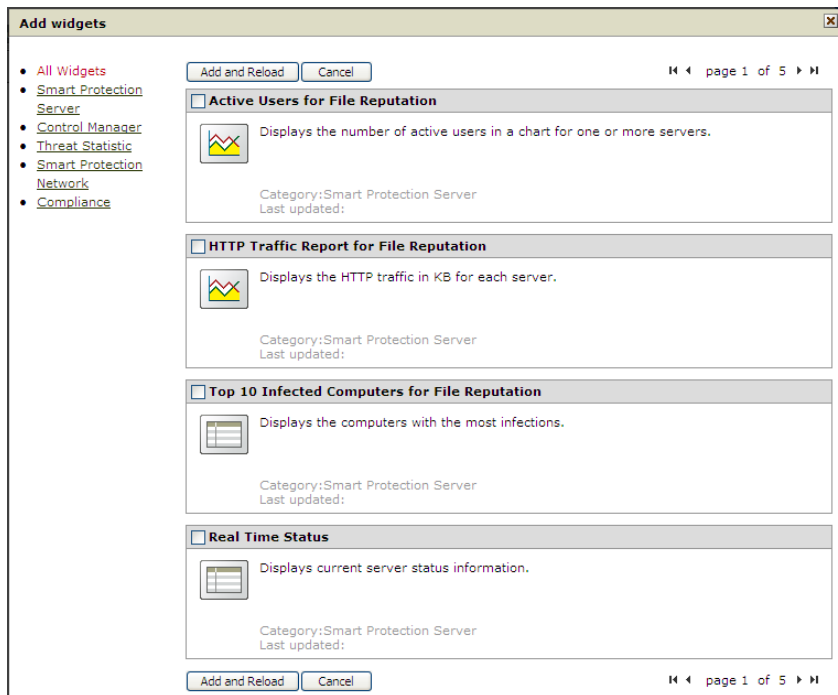 Add widgets
All Widgets
Smart Protection
Server
Control Manager
Threat Statistic
Smart Protection
Network
Compliance
Add and Reload Cancel page 1 of 5
Active Users for File Reputation
Displays the number of active users in a chart for one or more servers.
Category:Smart Protection Server
Last updated:
HTTP Traffic Report for File Reputation
Displays the HTTP traffic in KB for each server.
Category:Smart Protection Server
Last updated:
Top 10 Infected Computers for File Reputation
Displays the computers with the most infections.
Category:Smart Protection Server
Last updated:
Real Time Status
Displays current server status information.
Category:Smart Protection Server
Last updated:
Add and Reload Cancel page 1 of 5